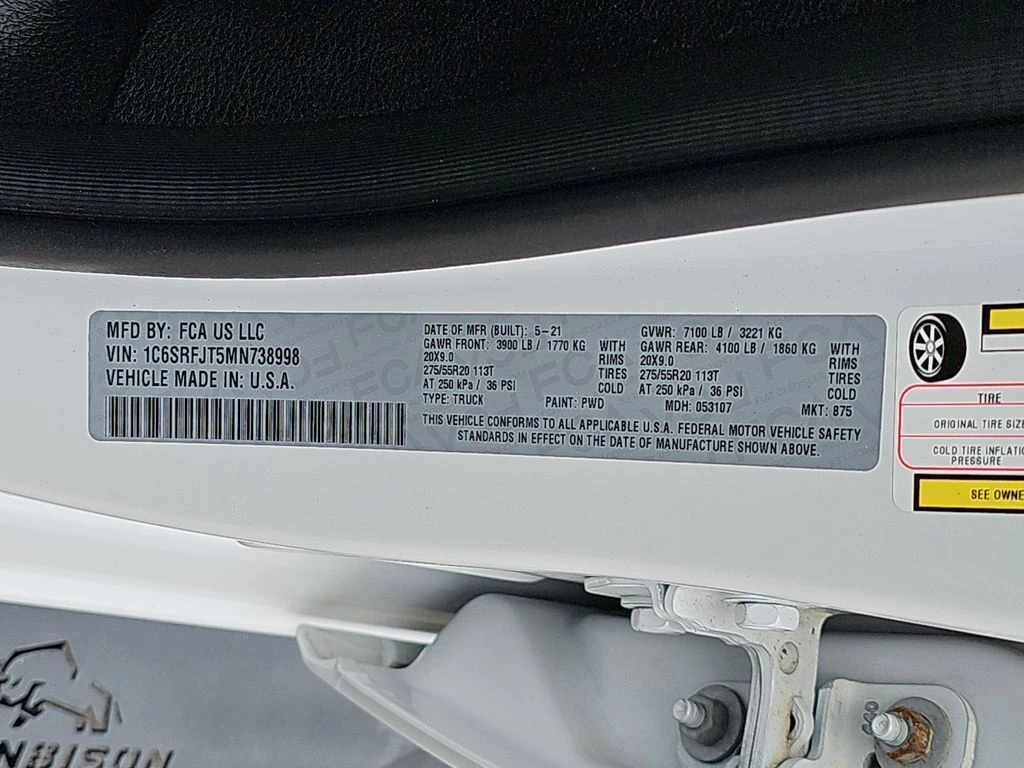 MFD BY: FCA US LLC
VIN: 1C6SRFJT5MN738998
VEHICLE MADE IN: U.S.A.
DATE OF MFR (BUILT): 5-21
GAWR FRONT: 3900 LB / 1770 KG WITH
20X9.0 RIMS
275/55R20 113T TIRES
AT 250 kPa / 36 PSI COLD
TYPE: TRUCK PAINT: PWD
GVWR: 7100 LB / 3221 KG
GAWR REAR: 4100 LB / 1860 KG WITH
20X9.0 RIMS
275/55R20 113T TIRES
AT 250 kPa / 36 PSI COLD
MDH: 053107 MKT: 875
THIS VEHICLE CONFORMS TO ALL APPLICABLE U.S.A. FEDERAL MOTOR VEHICLE SAFETY
STANDARDS IN EFFECT ON THE DATE OF MANUFACTURE SHOWN ABOVE.
TIRE
ORIGINAL TIRE SIZE
COLD TIRE INFLATIO
PRESSURE
SEE OWNE
NBISON